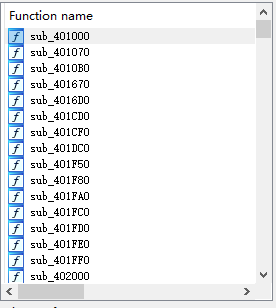 Function name
f sub_401000
f sub_401070
f sub_4010B0
f sub_401670
f sub_4016D0
f sub_401CD0
f sub_401CF0
f sub_401DC0
f sub_401F50
f sub_401F80
f sub_401FA0
f sub_401FC0
f sub_401FD0
f sub_401FE0
f sub_401FF0
f sub_402000